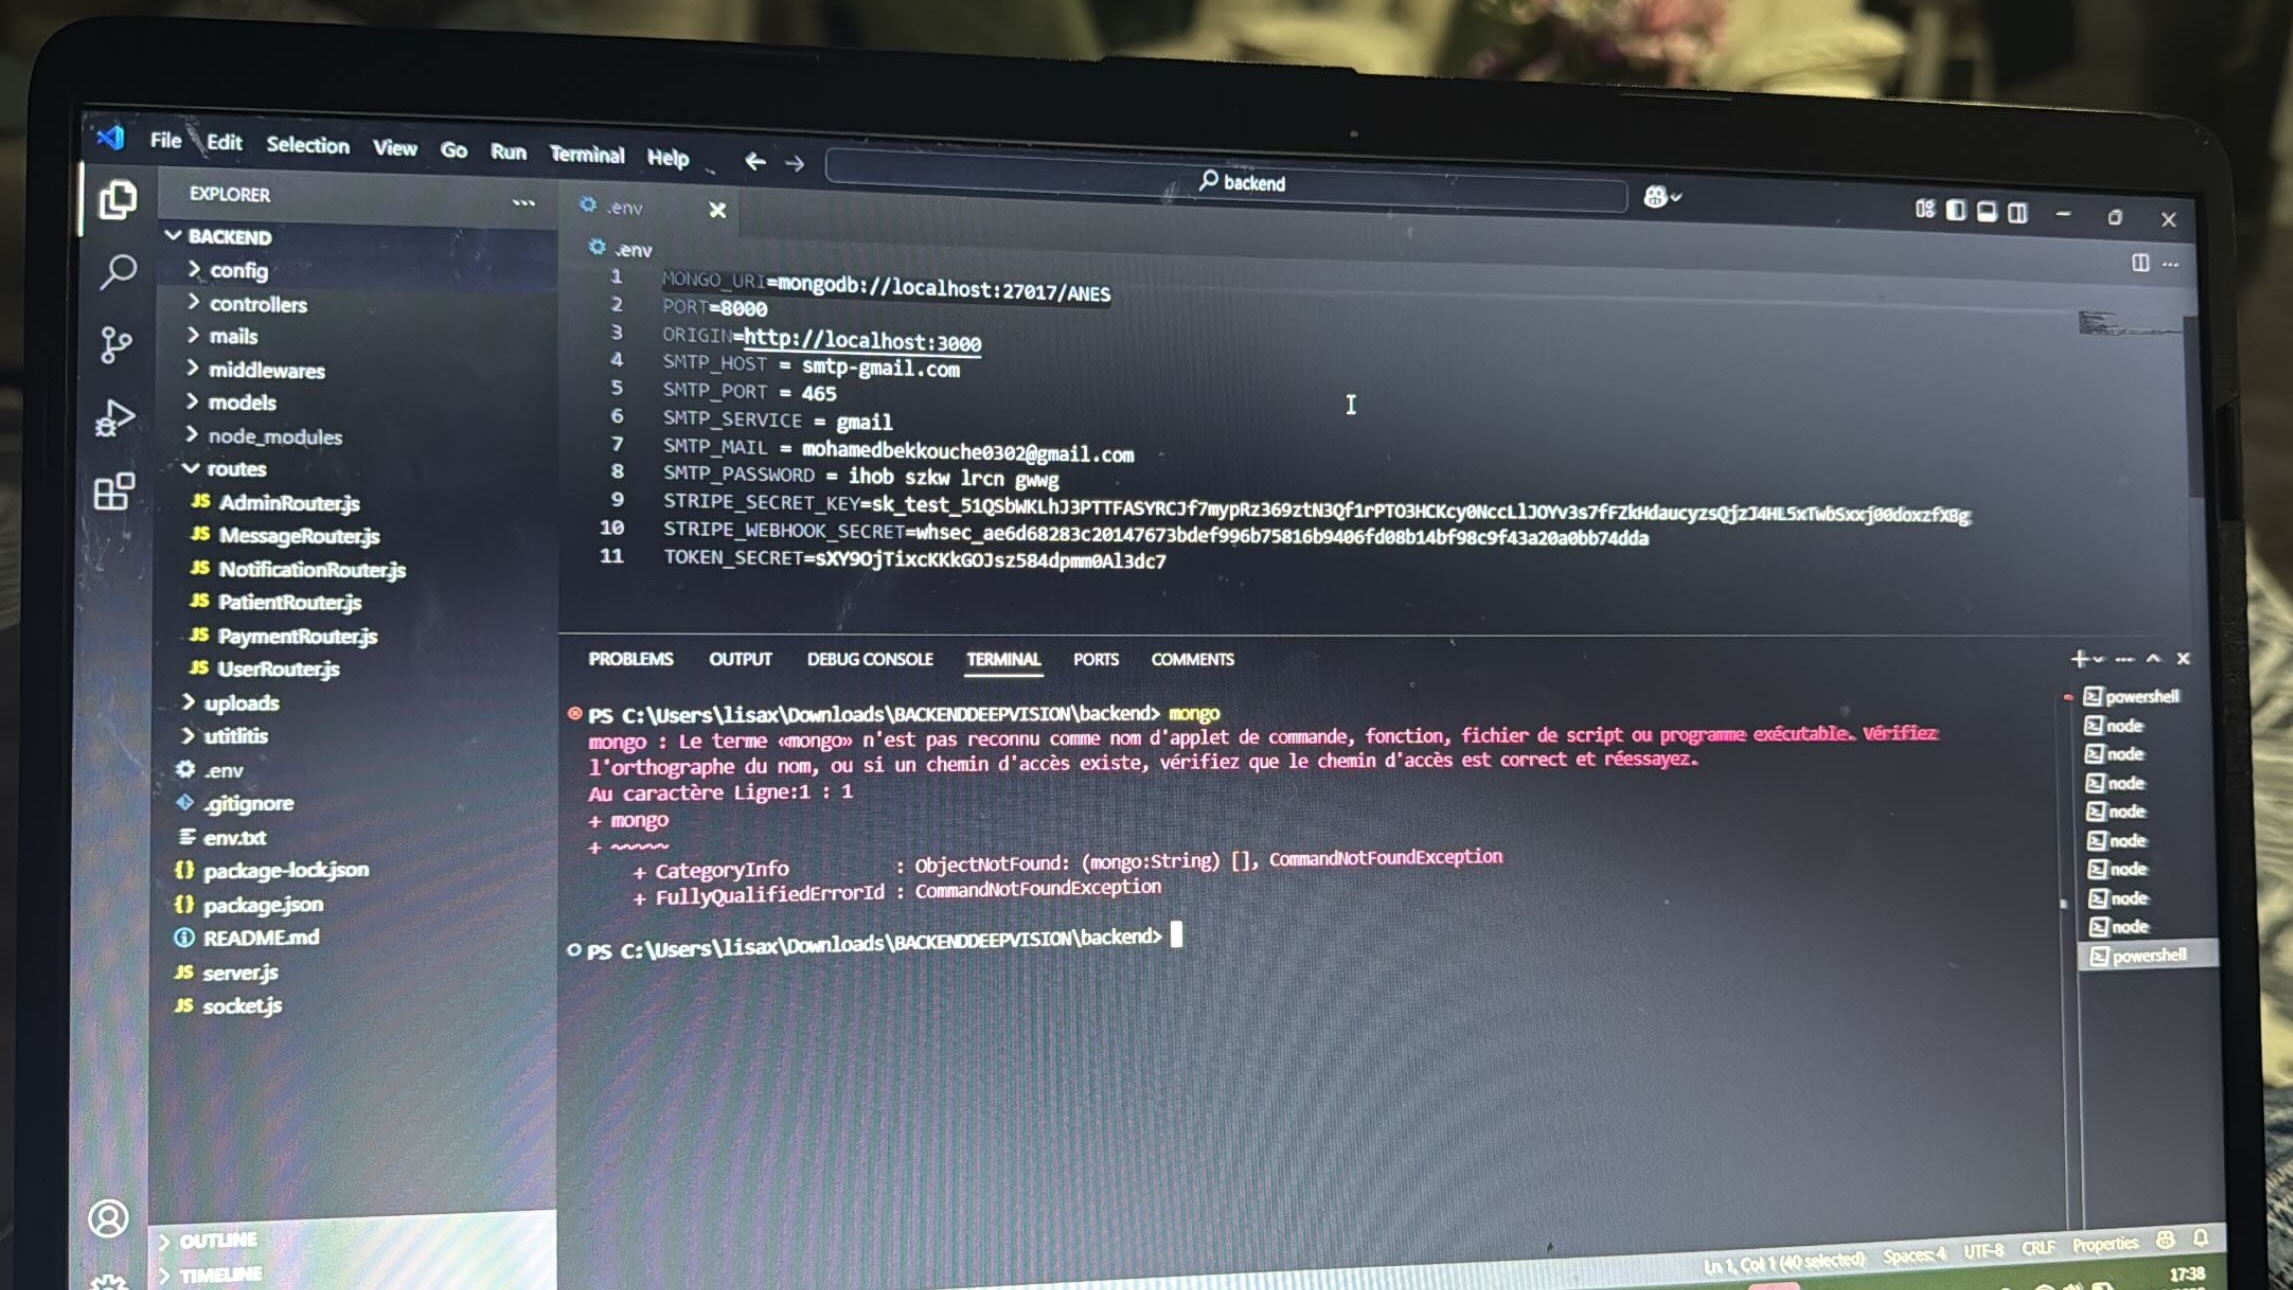 File Edit Selection View Go Run Terminal Help
backend
EXPLORER
BACKEND
config
controllers
mails
middlewares
models
node_modules
routes
JS AdminRouter.js
JS MessageRouter.js
JS NotificationRouter.js
JS PatientRouter.js
JS PaymentRouter.js
JS UserRouter.js
uploads
utitlitis
.env
.gitignore
env.txt
{} package-lock.json
{} package.json
README.md
JS server.js
JS socket.js
OUTLINE
TIMELINE
.env
.env
1 MONGO_URI=mongodb://localhost:27017/ANES
2 PORT=8000
3 ORIGIN=http://localhost:3000
4 SMTP_HOST = smtp-gmail.com
5 SMTP_PORT = 465
6 SMTP_SERVICE = gmail
7 SMTP_MAIL = mohamedbekkouche0302@gmail.com
8 SMTP_PASSWORD = ihob szkw lrcn gwwg
9 STRIPE_SECRET_KEY=sk_test_51QSbWKLhJ3PTTFASYRCJf7mypRz369ztN3Qf1rPTO3HCKcy0NccLlJOYv3s7fFZkHdaucyzsQjzJ4HL5xTwbSxxj00doxzfXBg
10 STRIPE_WEBHOOK_SECRET=whsec_ae6d68283c20147673bdef996b75816b9406fd08b14bf98c9f43a20a0bb74dda
11 TOKEN_SECRET=sXY9OjTixcKKkGOJsz584dpmm0Al3dc7
PROBLEMS OUTPUT DEBUG CONSOLE TERMINAL PORTS COMMENTS
PS C:\Users\lisax\Downloads\BACKENDDEEPVISION\backend> mongo
mongo : Le terme «mongo» n'est pas reconnu comme nom d'applet de commande, fonction, fichier de script ou programme exécutable. Vérifiez
l'orthographe du nom, ou si un chemin d'accès existe, vérifiez que le chemin d'accès est correct et réessayez.
Au caractère Ligne:1 : 1
+ mongo
+ ~~~~~
+ CategoryInfo : ObjectNotFound: (mongo:String) [], CommandNotFoundException
+ FullyQualifiedErrorId : CommandNotFoundException
PS C:\Users\lisax\Downloads\BACKENDDEEPVISION\backend>
powershell
node
node
node
node
node
node
node
node
powershell
Ln 1, Col 1 (40 selected) Spaces: 4 UTF-8 CRLF Properties
17:38